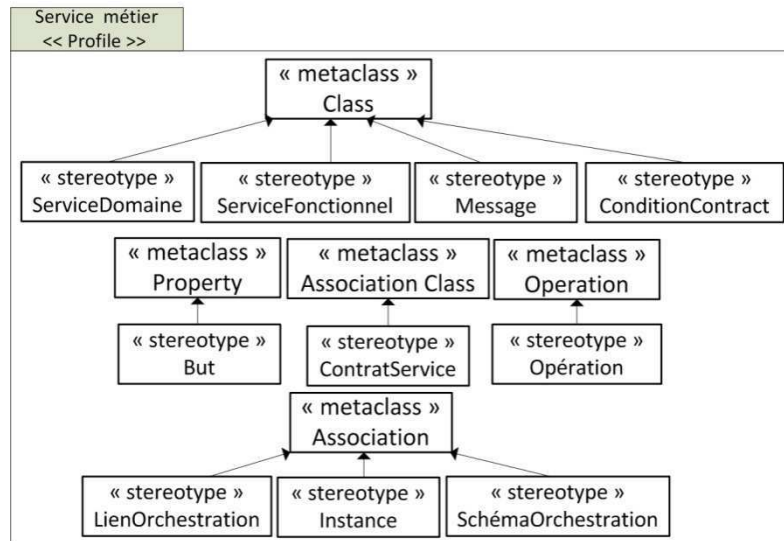 Service métier
<< Profile >>
« metaclass »
Class
« stereotype »
ServiceDomaine
« stereotype »
ServiceFonctionnel
« stereotype »
Message
« stereotype »
ConditionContract
« metaclass »
Property
« metaclass »
Association Class
« metaclass »
Operation
« stereotype »
But
« stereotype »
ContratService
« stereotype »
Opération
« metaclass »
Association
« stereotype »
LienOrchestration
« stereotype »
Instance
« stereotype »
SchémaOrchestration